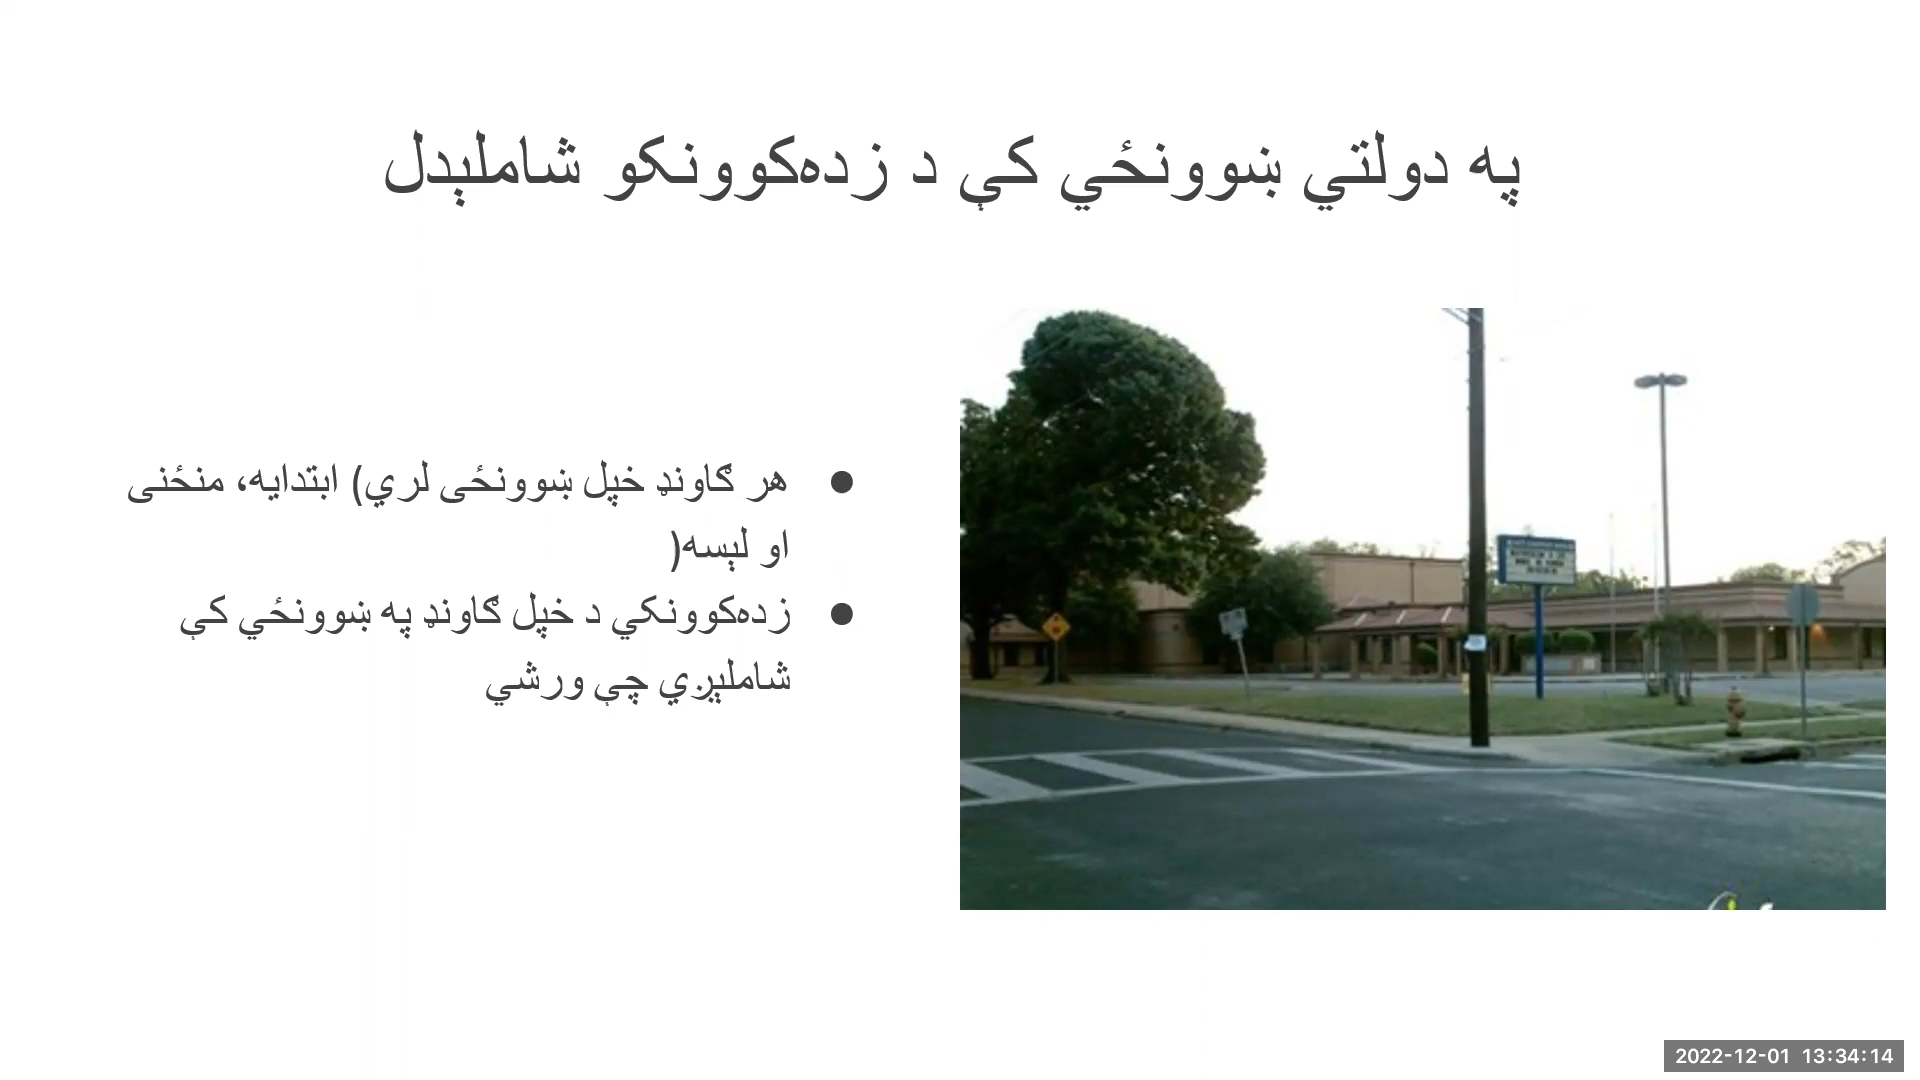 په دولتي ښوونځي کې د زده‌کوونکو شاملېدل
هر ګاونډ خپل ښوونځی لري) ابتدایه، منځنی
او لېسه(
زده‌کوونکي د خپل ګاونډ په ښوونځي کې
شاملیږي چې ورشي
2022-12-01 13:34:14